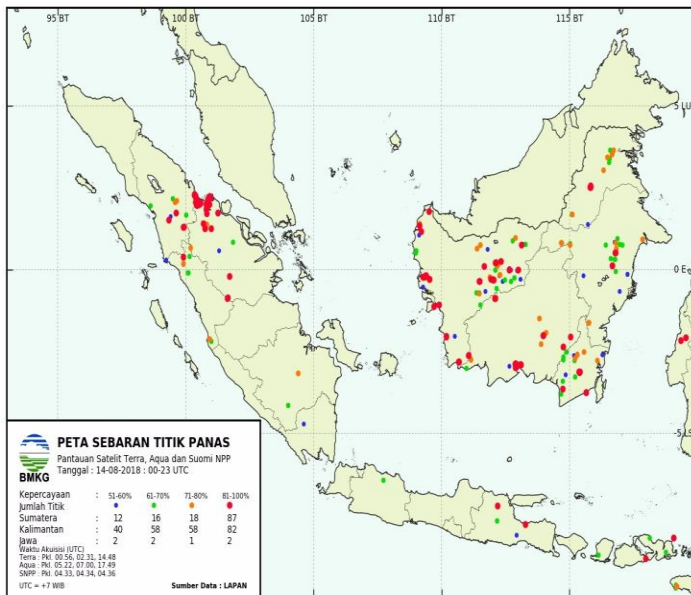 95 BT 100 BT 105 BT 110 BT 115 BT
5 LU
0 E
-5 LS
PETA SEBARAN TITIK PANAS
Pantauan Satelit Terra, Aqua dan Suomi NPP
Tanggal : 14-08-2018 : 00-23 UTC
BMKG
Kepercayaan : 51-60% 61-70% 71-80% 81-100%
Jumlah Titik
Sumatera : 12 16 18 87
Kalimantan : 40 58 58 82
Jawa : 2 2 1 2
Waktu Akuisisi (UTC)
Terra : Pkl. 00.56, 02.31, 14.48
Aqua : Pkl. 05.22, 07.00, 17.49
SNPP : Pkl. 04.33, 04.34, 04.36
UTC = +7 WIB Sumber Data : LAPAN